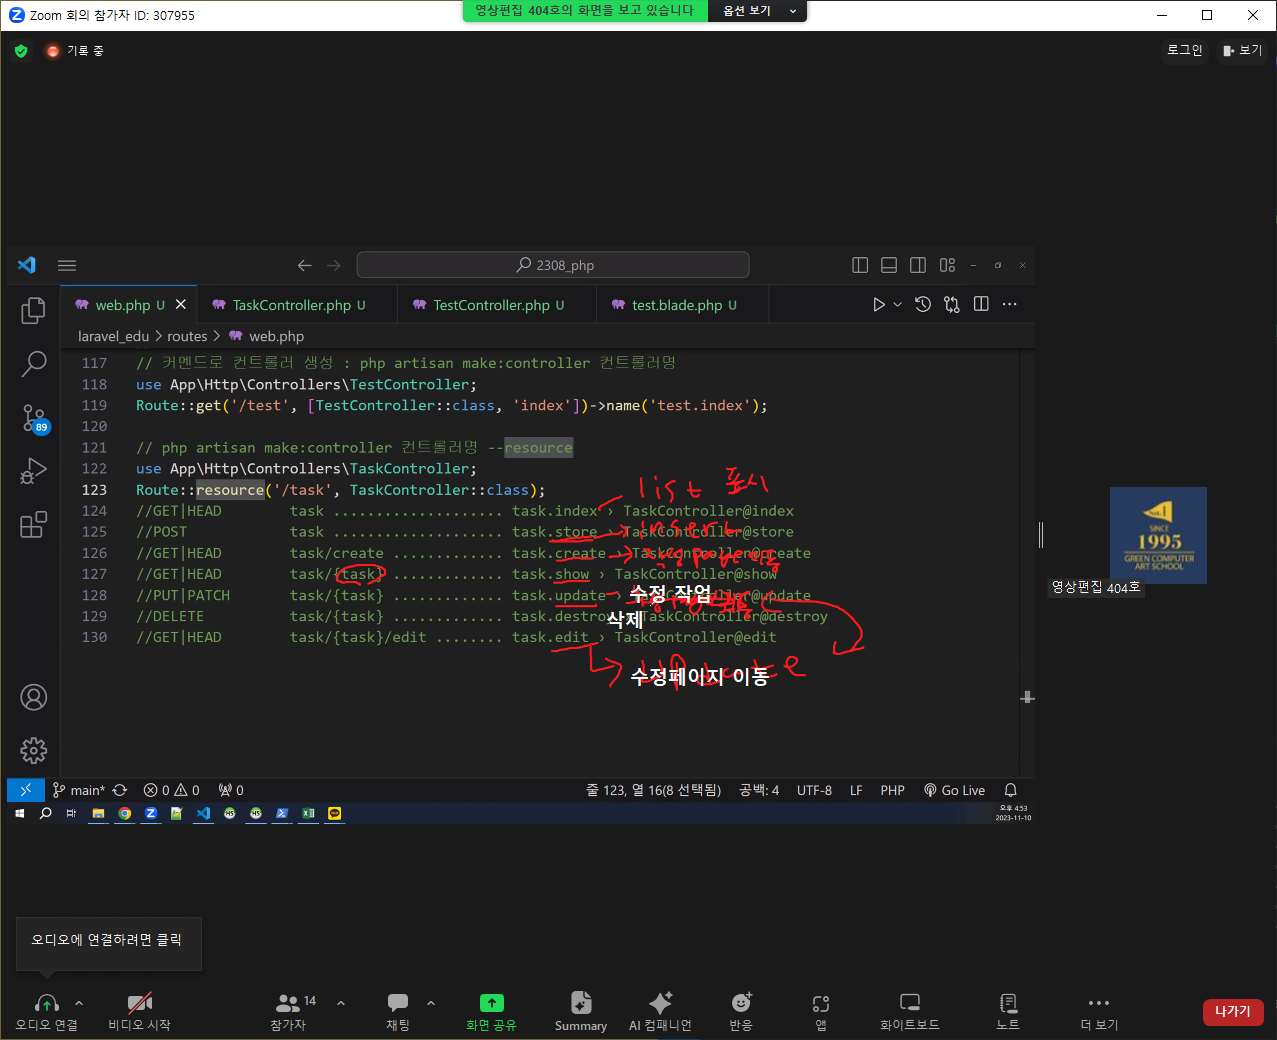 Zoom 회의 참가자 ID: 307955
영상편집 404호의 화면을 보고 있습니다
옵션 보기
기록 중
로그인
보기
2308_php
web.php U
TaskController.php U
TestController.php U
test.blade.php U
laravel_edu > routes > web.php
117 // 커멘드로 컨트롤러 생성 : php artisan make:controller 컨트롤러명
118 use App\Http\Controllers\TestController;
119 Route::get('/test', [TestController::class, 'index'])->name('test.index');
120
121 // php artisan make:controller 컨트롤러명 --resource
122 use App\Http\Controllers\TaskController;
123 Route::resource('/task', TaskController::class);
list 표시
124 //GET|HEAD task .................... task.index › TaskController@index
125 //POST task .................... task.store › TaskController@store
insert
126 //GET|HEAD task/create ............. task.create › TaskController@create
127 //GET|HEAD task/{task} ............. task.show › TaskController@show
128 //PUT|PATCH task/{task} ............. task.update › TaskController@update
수정 작업
129 //DELETE task/{task} ............. task.destroy › TaskController@destroy
삭제
130 //GET|HEAD task/{task}/edit ........ task.edit › TaskController@edit
수정페이지 이동
update
영상편집 404호
No.1
SINCE
1995
GREEN COMPUTER
ART SCHOOL
89
main*
0
0
0
줄 123, 열 16(8 선택됨)
공백: 4
UTF-8
LF
PHP
Go Live
오후 4:53
2023-11-10
오디오에 연결하려면 클릭
오디오 연결
비디오 시작
참가자
14
채팅
화면 공유
Summary
AI 컴패니언
반응
앱
화이트보드
노트
더 보기
나가기